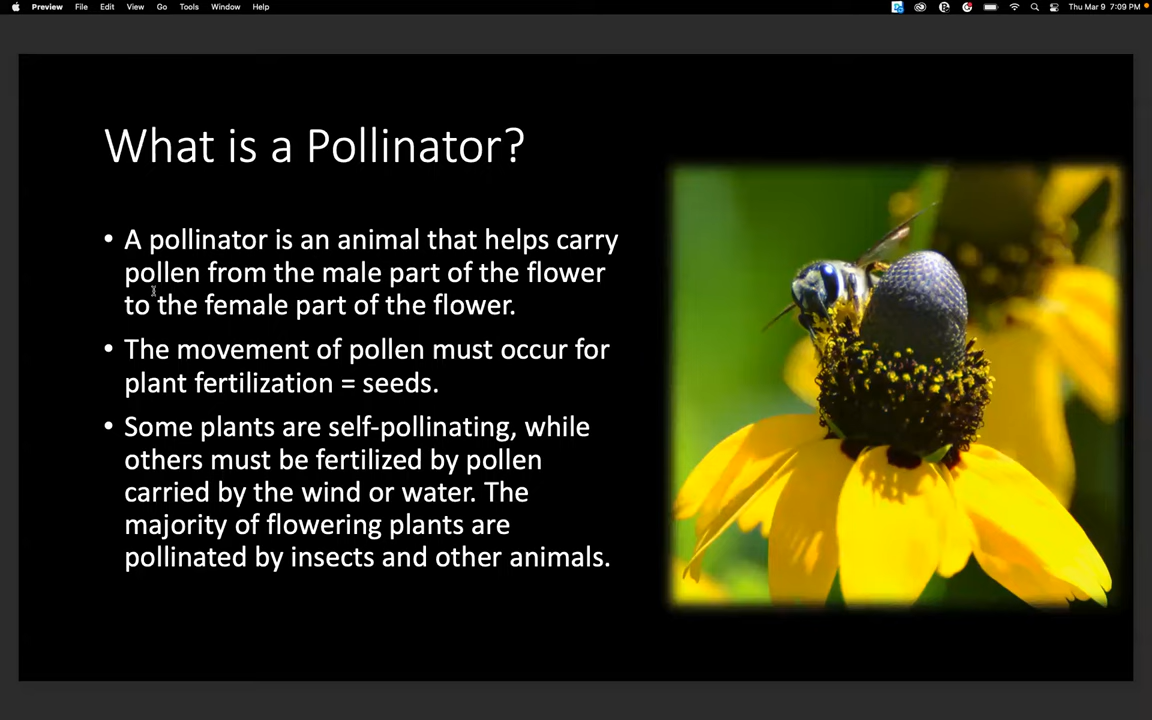 Preview File Edit View Go Tools Window Help Thu Mar 9 7:09 PM
What is a Pollinator?
• A pollinator is an animal that helps carry
pollen from the male part of the flower
to the female part of the flower.
• The movement of pollen must occur for
plant fertilization = seeds.
• Some plants are self-pollinating, while
others must be fertilized by pollen
carried by the wind or water. The
majority of flowering plants are
pollinated by insects and other animals.